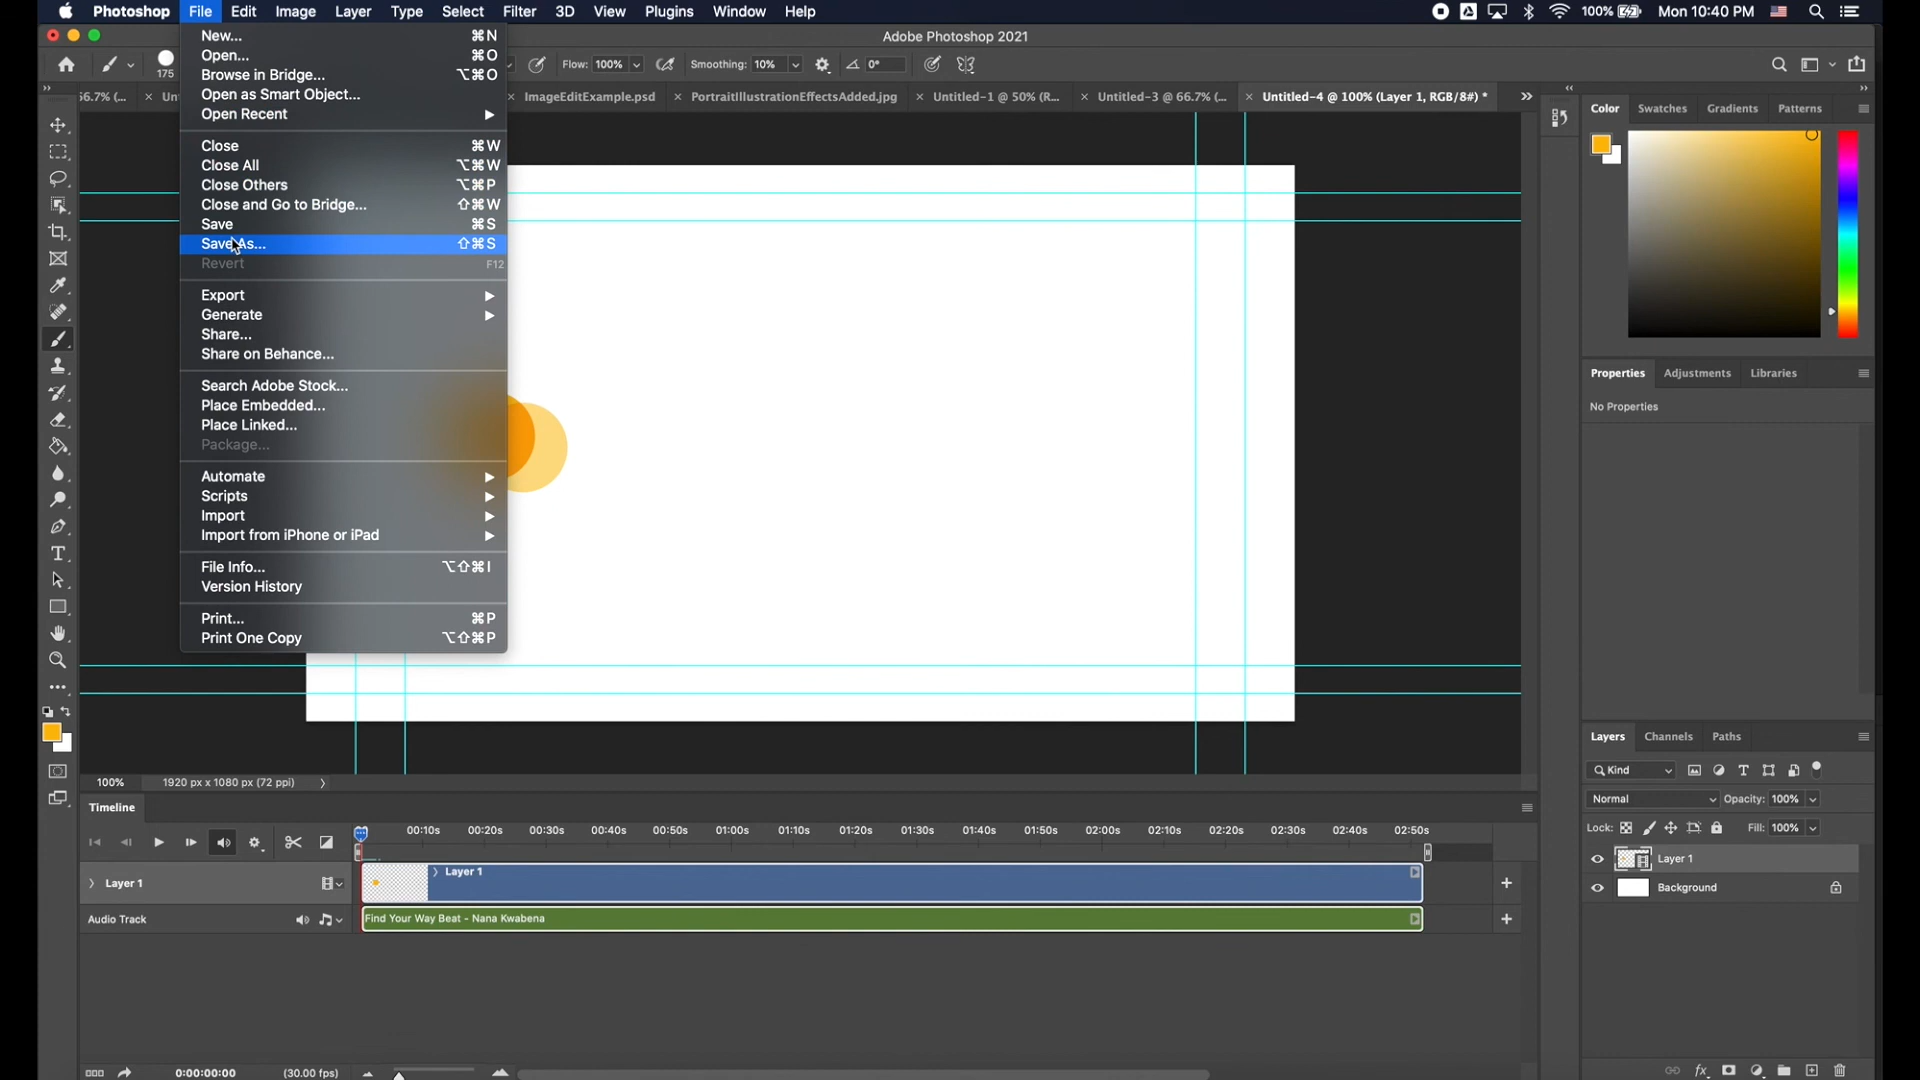 Photoshop File Edit Image Layer Type Select Filter 3D View Plugins Window Help 100% Mon 10:40 PM
Adobe Photoshop 2021
175 Flow: 100% Smoothing: 10% 0°
ImageEditExample.psd PortraitIllustrationEffectsAdded.jpg Untitled-1 @ 50% (R... Untitled-3 @ 66.7% (... Untitled-4 @ 100% (Layer 1, RGB/8#) *
New... ⌘N
Open... ⌘O
Browse in Bridge... ⌥⌘O
Open as Smart Object...
Open Recent
Close ⌘W
Close All ⌥⌘W
Close Others ⌥⌘P
Close and Go to Bridge... ⇧⌘W
Save ⌘S
Save As... ⇧⌘S
Revert F12
Export
Generate
Share...
Share on Behance...
Search Adobe Stock...
Place Embedded...
Place Linked...
Package...
Automate
Scripts
Import
Import from iPhone or iPad
File Info... ⌥⇧⌘I
Version History
Print... ⌘P
Print One Copy ⌥⇧⌘P
Color Swatches Gradients Patterns
Properties Adjustments Libraries
No Properties
Layers Channels Paths
Kind
Normal Opacity: 100%
Lock: Fill: 100%
Layer 1
Background
100% 1920 px x 1080 px (72 ppi)
Timeline
00:10s 00:20s 00:30s 00:40s 00:50s 01:00s 01:10s 01:20s 01:30s 01:40s 01:50s 02:00s 02:10s 02:20s 02:30s 02:40s 02:50s
Layer 1 Layer 1
Audio Track Find Your Way Beat - Nana Kwabena
0:00:00:00 (30.00 fps)